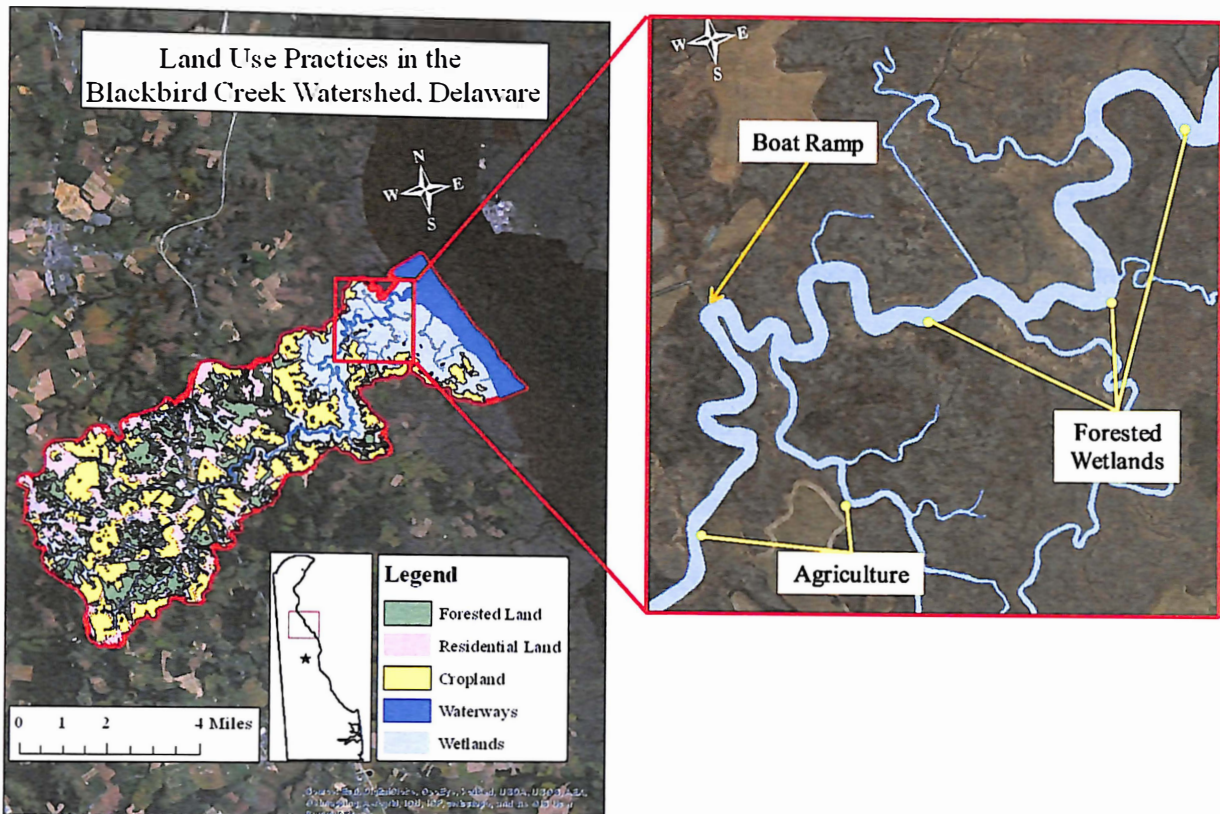 Land Use Practices in the
Blackbird Creek Watershed, Delaware
N
W E
S
Legend
Forested Land
Residential Land
Cropland
Waterways
Wetlands
0 1 2 4 Miles
W E
S
Boat Ramp
Forested
Wetlands
Agriculture